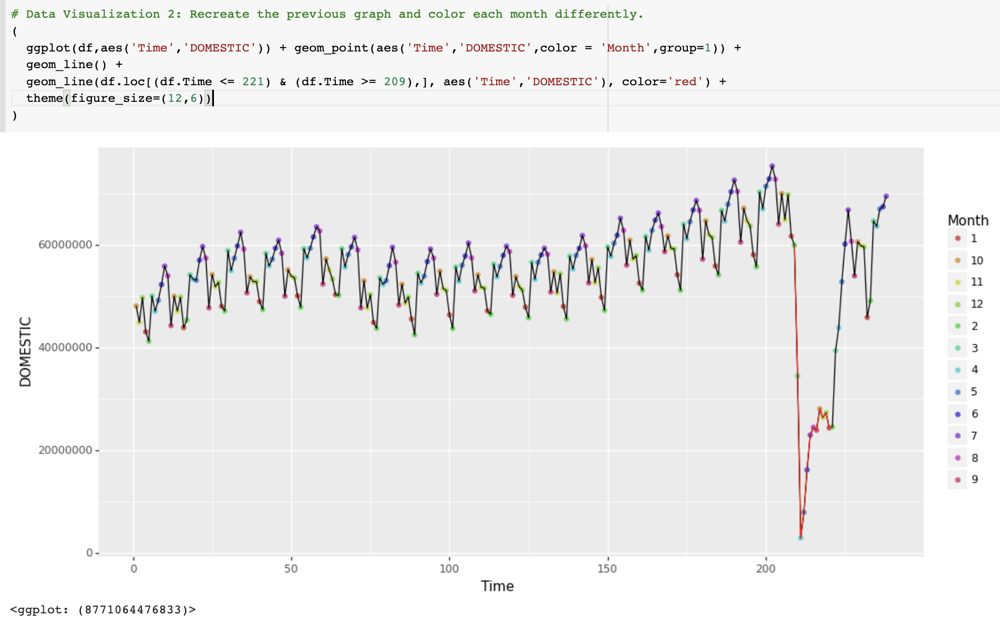 # Data Visualization 2: Recreate the previous graph and color each month differently.
(
  ggplot(df,aes('Time','DOMESTIC')) + geom_point(aes('Time','DOMESTIC',color = 'Month',group=1)) +
  geom_line() +
  geom_line(df.loc[(df.Time <= 221) & (df.Time >= 209),], aes('Time','DOMESTIC'), color='red') +
  theme(figure_size=(12,6))
)
60000000
40000000
20000000
0
DOMESTIC
0 50 100 150 200
Time
Month
1
10
11
12
2
3
4
5
6
7
8
9
<ggplot: (8771064476833)>